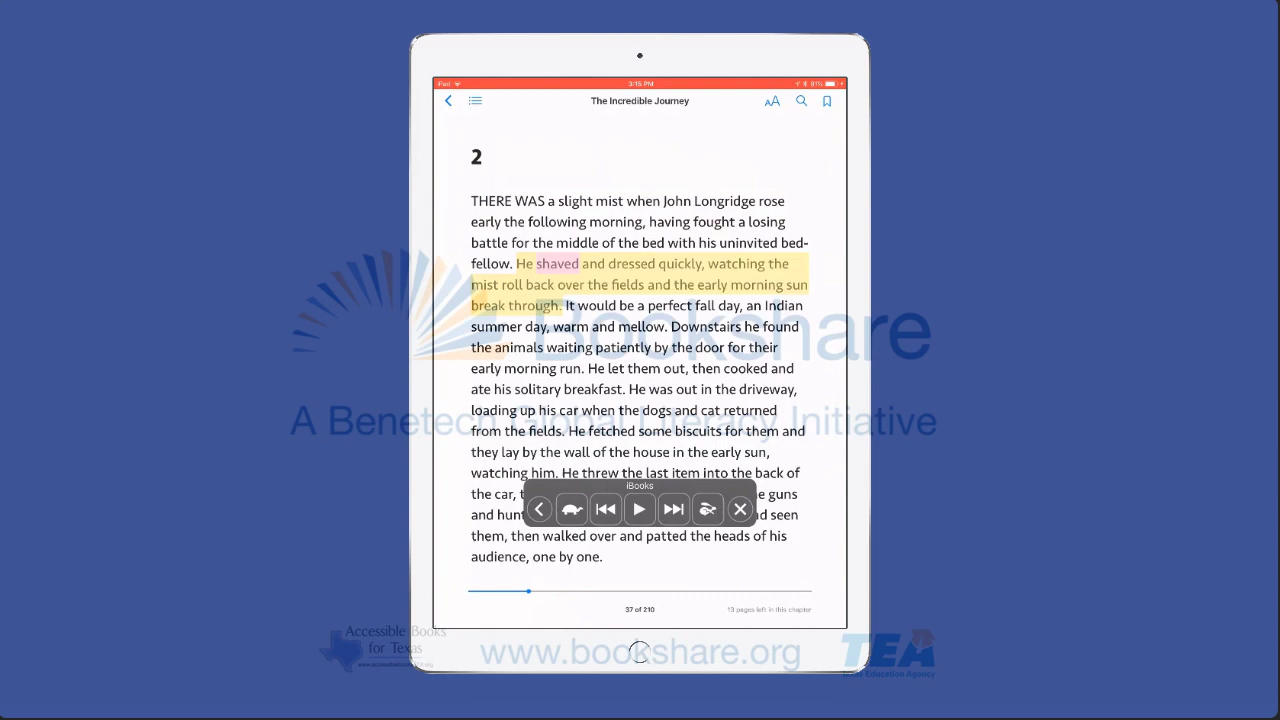 iPad 3:15 PM 81%
The Incredible Journey
AA
2
THERE WAS a slight mist when John Longridge rose
early the following morning, having fought a losing
battle for the middle of the bed with his uninvited bed-
fellow. He shaved and dressed quickly, watching the
mist roll back over the fields and the early morning sun
break through. It would be a perfect fall day, an Indian
summer day, warm and mellow. Downstairs he found
the animals waiting patiently by the door for their
early morning run. He let them out, then cooked and
ate his solitary breakfast. He was out in the driveway,
loading up his car when the dogs and cat returned
from the fields. He fetched some biscuits for them and
they lay by the wall of the house in the early sun,
watching him. He threw the last item into the back of
the car, guns
and seen
them, then walked over and patted the heads of his
audience, one by one.
iBooks
37 of 210
13 pages left in this chapter
Bookshare
A Benetech Global Literacy Initiative
Accessible Books
for Texas
www.bookshare.org
TEA
Texas Education Agency